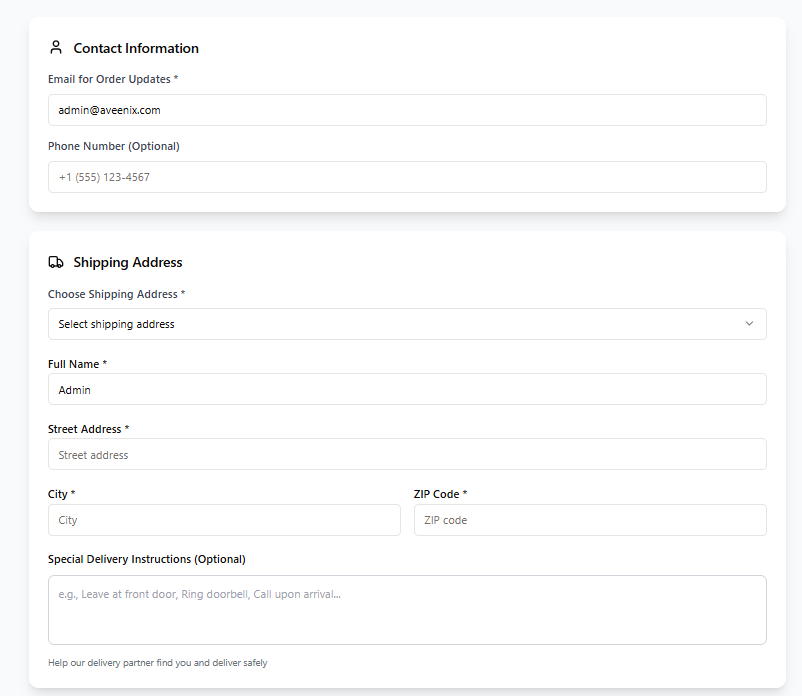 Contact Information
Email for Order Updates *
admin@aveenix.com
Phone Number (Optional)
+1 (555) 123-4567
Shipping Address
Choose Shipping Address *
Select shipping address
Full Name *
Admin
Street Address *
Street address
City *
City
ZIP Code *
ZIP code
Special Delivery Instructions (Optional)
e.g., Leave at front door, Ring doorbell, Call upon arrival...
Help our delivery partner find you and deliver safely